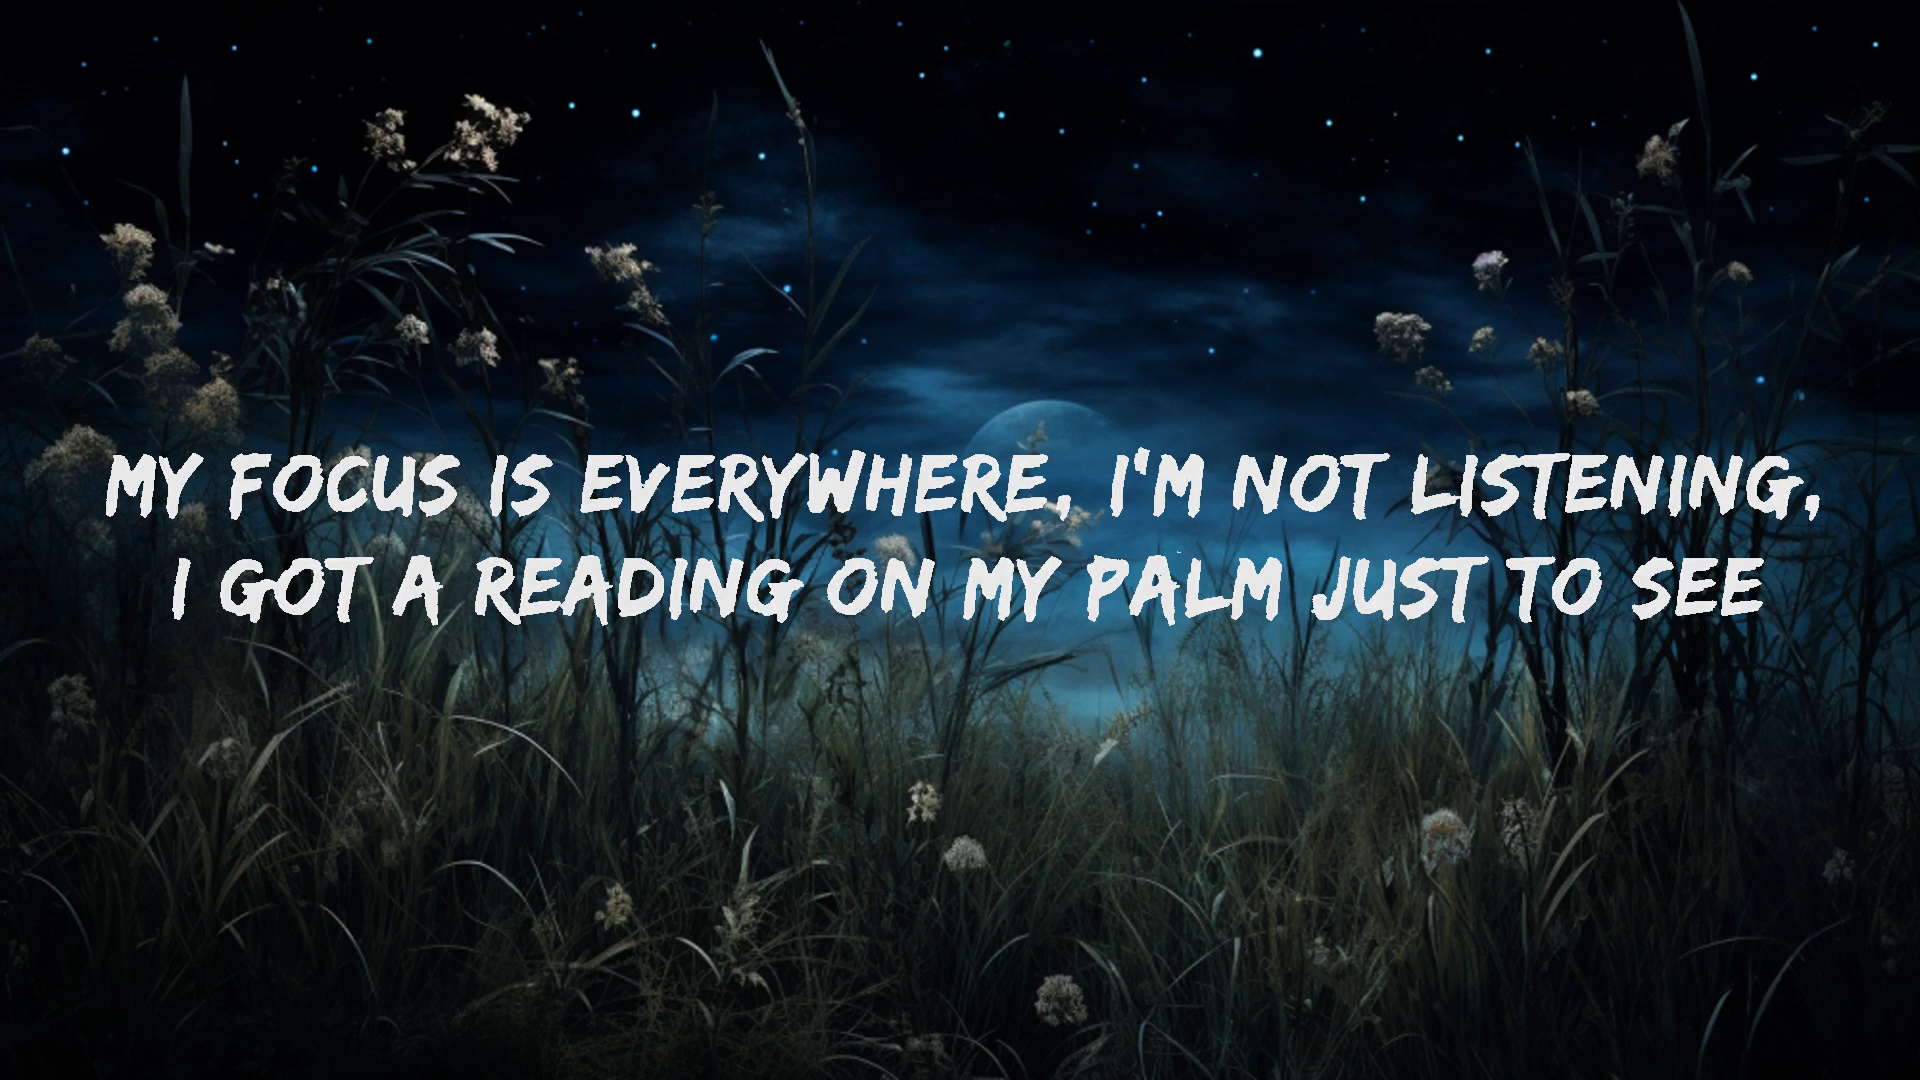 MY FOCUS IS EVERYWHERE, I'M NOT LISTENING,
I GOT A READING ON MY PALM JUST TO SEE